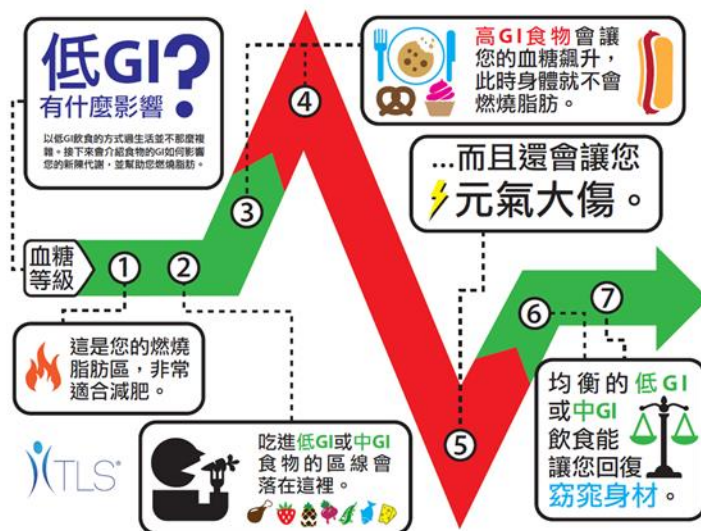 低GI?
有什麼影響
以低GI飲食的方式過生活並不那麼複
雜。接下來會介紹食物的GI如何影響
您的新陳代謝，並幫助您燃燒脂肪。
高GI食物會讓
您的血糖飆升，
此時身體就不會
燃燒脂肪。
...而且還會讓您
元氣大傷。
血糖
等級
1
2
3
4
5
6
7
這是您的燃燒
脂肪區，非常
適合減肥。
吃進低GI或中GI
食物的區線會
落在這裡。
均衡的低GI
或中GI
飲食能
讓您回復
窈窕身材。
TLS®